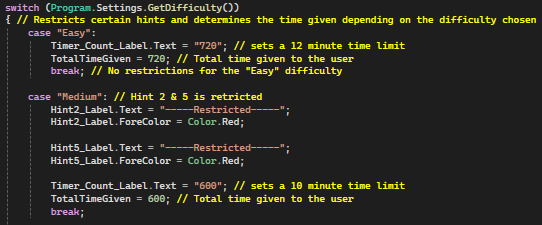 switch (Program.Settings.GetDifficulty())
{ // Restricts certain hints and determines the time given depending on the difficulty chosen
case "Easy":
Timer_Count_Label.Text = "720"; // sets a 12 minute time limit
TotalTimeGiven = 720; // Total time given to the user
break; // No restrictions for the "Easy" difficulty
case "Medium": // Hint 2 & 5 is retricted
Hint2_Label.Text = "-----Restricted-----";
Hint2_Label.ForeColor = Color.Red;
Hint5_Label.Text = "-----Restricted-----";
Hint5_Label.ForeColor = Color.Red;
Timer_Count_Label.Text = "600"; // sets a 10 minute time limit
TotalTimeGiven = 600; // Total time given to the user
break;